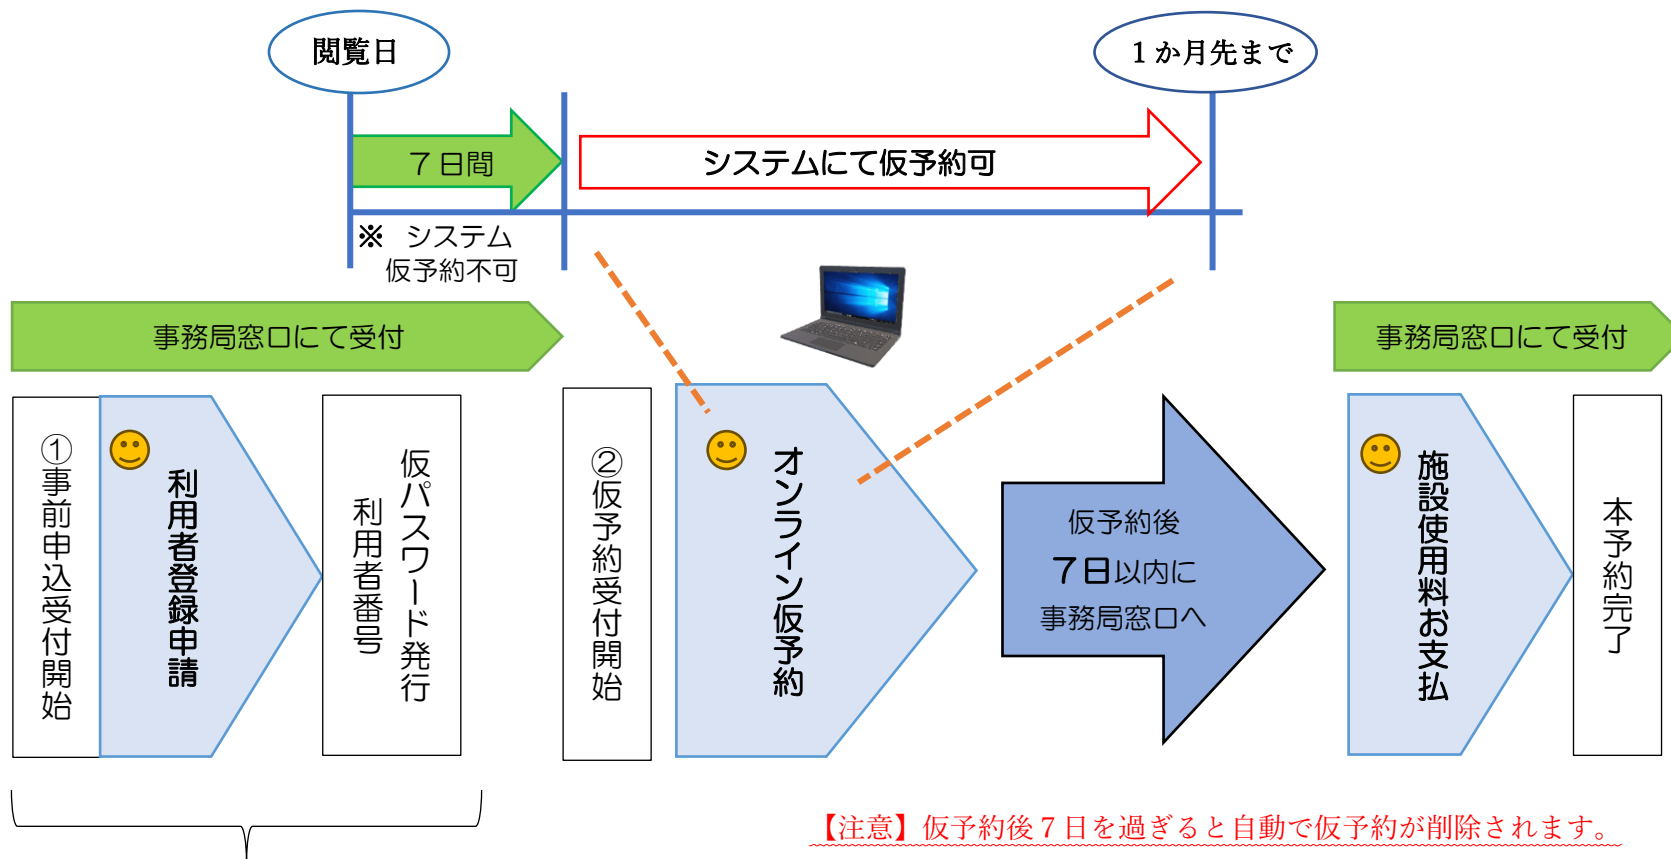 閲覧日
１か月先まで
７日間
システムにて仮予約可
※　システム
仮予約不可
事務局窓口にて受付
事務局窓口にて受付
①事前申込受付開始
利用者登録申請
仮パスワード発行
利用者番号
②仮予約受付開始
オンライン仮予約
仮予約後
７日以内に
事務局窓口へ
施設使用料お支払
本予約完了
【注意】仮予約後７日を過ぎると自動で仮予約が削除されます。